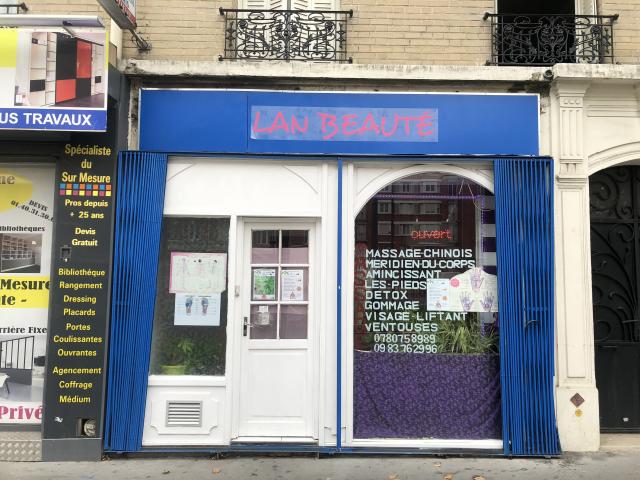 US TRAVAUX
Spécialiste
du
Sur Mesure
Pros depuis
+ 25 ans
Devis
Gratuit
Bibliothèque
Rangement
Dressing
Placards
Portes
Coulissantes
Ouvrantes
Agencement
Coffrage
Médium
DEVIS
Mesure
Privé
LAN BEAUTÉ
ouvert
MASSAGE-CHINOIS
MERIDIEN-DU-CORPS
AMINCISSANT
LES-PIEDS
DETOX
GOMMAGE
VISAGE-LIFTANT
VENTOUSES
0780758989
0983762996